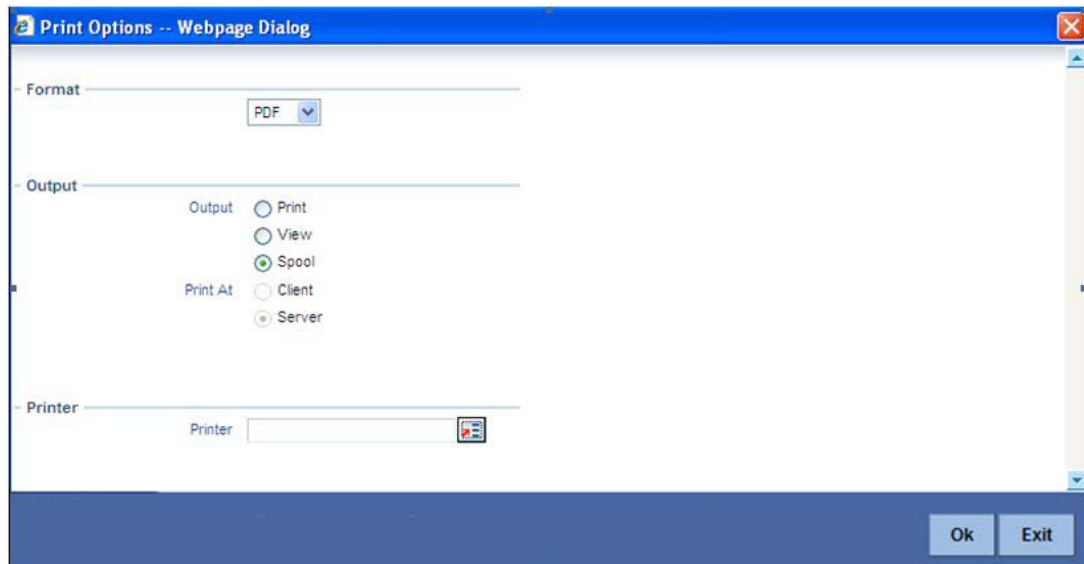 Print Options -- Webpage Dialog
Format
PDF
Output
Output Print
View
Spool
Print At Client
Server
Printer
Printer
Ok Exit